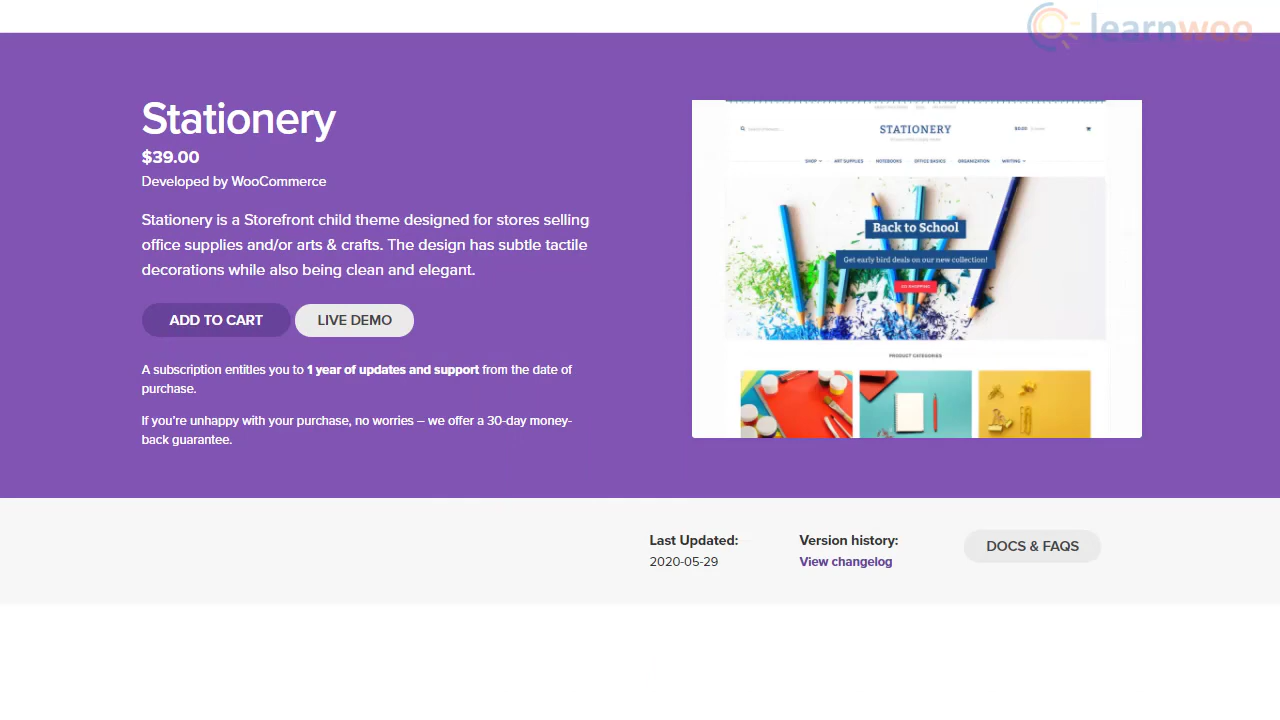 learnwoo
Stationery
$39.00
Developed by WooCommerce
Stationery is a Storefront child theme designed for stores selling
office supplies and/or arts & crafts. The design has subtle tactile
decorations while also being clean and elegant.
ADD TO CART
LIVE DEMO
A subscription entitles you to 1 year of updates and support from the date of
purchase.
If you're unhappy with your purchase, no worries – we offer a 30-day money-
back guarantee.
STATIONERY
$0.00
SHOP
ART SUPPLIES
NOTEBOOKS
OFFICE BASICS
ORGANIZATION
WRITING
Back to School
Get early bird deals on our new collection!
GO SHOPPING
PRODUCT CATEGORIES
Last Updated:
2020-05-29
Version history:
View changelog
DOCS & FAQS